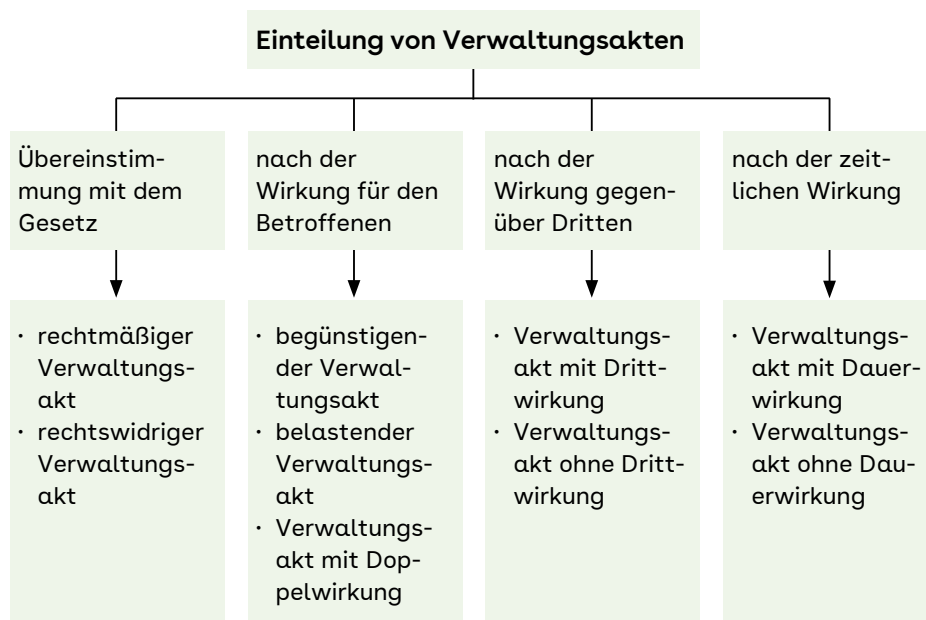 Einteilung von Verwaltungsakten
Übereinstim-
mung mit dem
Gesetz
nach der
Wirkung für den
Betroffenen
nach der
Wirkung gegen-
über Dritten
nach der zeit-
lichen Wirkung
· rechtmäßiger
Verwaltungs-
akt
· rechtswidriger
Verwaltungs-
akt
· begünstigen-
der Verwal-
tungsakt
· belastender
Verwaltungs-
akt
· Verwaltungs-
akt mit Dop-
pelwirkung
· Verwaltungs-
akt mit Dritt-
wirkung
· Verwaltungs-
akt ohne Dritt-
wirkung
· Verwaltungs-
akt mit Dauer-
wirkung
· Verwaltungs-
akt ohne Dau-
erwirkung